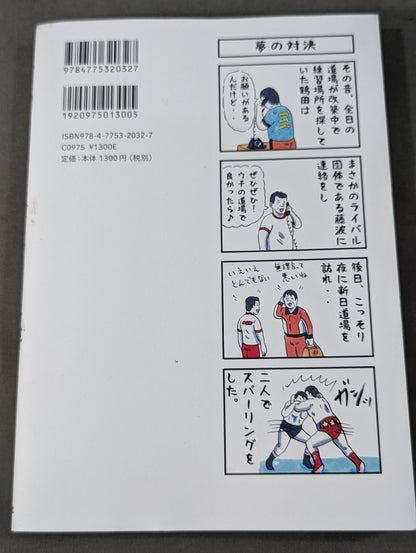 9784775320327
1920975013005
ISBN978-4-7753-2032-7
C0975 ¥1300E
定価:本体1300円(税別)
夢の対決
その昔、全日の
道場が改築中で
練習場所を探して
いた鶴田は
お願いがある
んだけど・・
まさかのライバル
団体である藤波に
連絡をし
ぜひぜひ!
ウチの道場で
良かったら♪
後日、こっそり
夜に新日道場を
訪れ・・
無理言って
悪いね
いえいえ
とんでもない
ガシッ
二人で
スパーリングを
した。